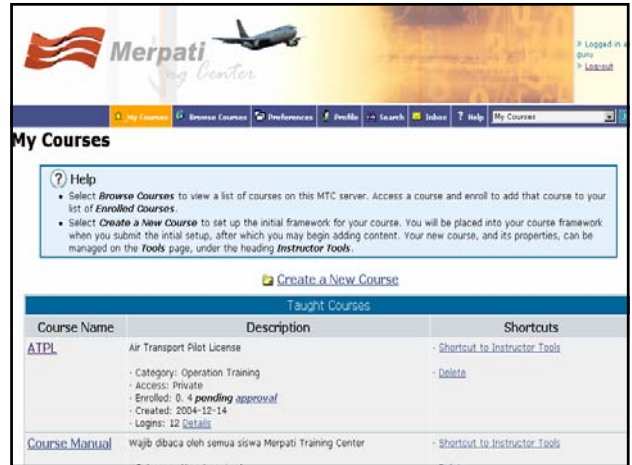 Merpati
ng Center
» Logged in a
guru
» Log-out
My Courses Browse Courses Preferences Profile Search Inbox ? Help My Courses
My Courses
? Help
• Select Browse Courses to view a list of courses on this MTC server. Access a course and enroll to add that course to your
list of Enrolled Courses.
• Select Create a New Course to set up the initial framework for your course. You will be placed into your course framework
when you submit the intial setup, after which you may begin adding content. Your new course, and its properties, can be
managed on the Tools page, under the heading Instructor Tools.
Create a New Course
Taught Courses
Course Name Description Shortcuts
ATPL Air Transport Pilot License · Shortcut to Instructor Tools
· Category: Operation Training · Delete
· Access: Private
· Enrolled: 0. 4 pending approval
· Created: 2004-12-14
· Logins: 12 Details
Course Manual Wajib dibaca oleh semua siswa Merpati Training Center · Shortcut to Instructor Tools